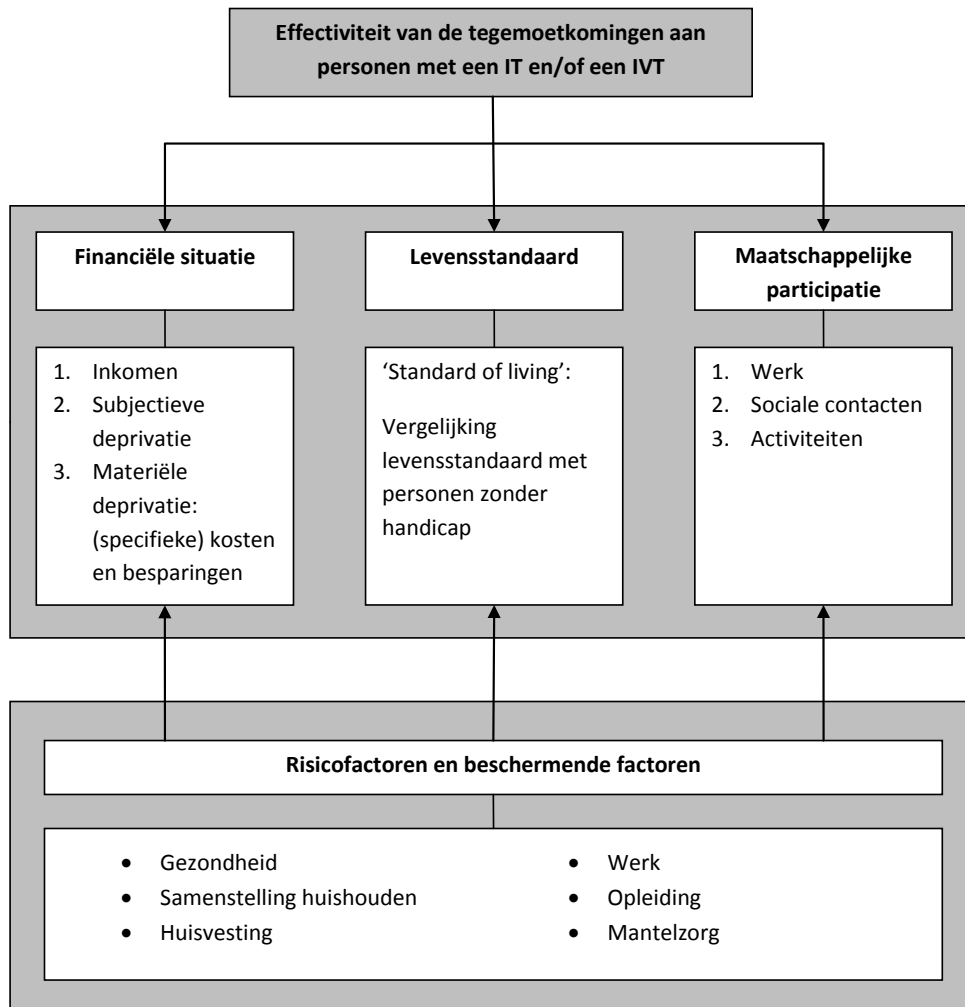 Effectiviteit van de tegemoetkomingen aan
personen met een IT en/of een IVT
Financiële situatie
Levensstandaard
Maatschappelijke
participatie
1. Inkomen
2. Subjectieve
deprivatie
3. Materiële
deprivatie:
(specifieke) kosten
en besparingen
‘Standard of living’:
Vergelijking
levensstandaard met
personen zonder
handicap
1. Werk
2. Sociale contacten
3. Activiteiten
Risicofactoren en beschermende factoren
• Gezondheid
• Samenstelling huishouden
• Huisvesting
• Werk
• Opleiding
• Mantelzorg